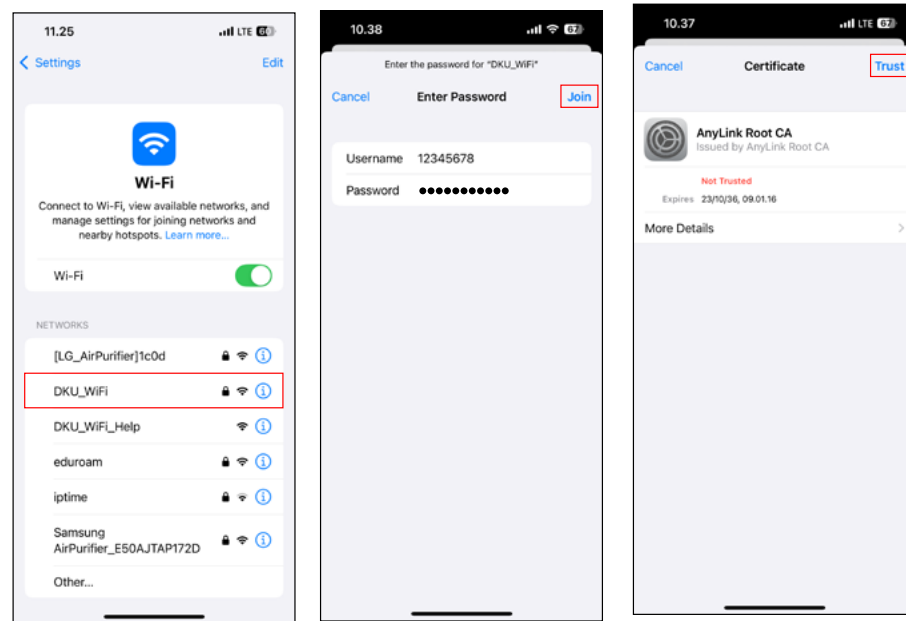 11.25
LTE 60
Settings
Edit
Wi-Fi
Connect to Wi-Fi, view available networks, and
manage settings for joining networks and
nearby hotspots. Learn more...
Wi-Fi
NETWORKS
[LG_AirPurifier]1c0d
DKU_WiFi
DKU_WiFi_Help
eduroam
iptime
Samsung
AirPurifier_E50AJTAP172D
Other...
10.38
67
Enter the password for "DKU_WiFi"
Cancel
Enter Password
Join
Username 12345678
Password ●●●●●●●●●●●
10.37
LTE 67
Cancel
Certificate
Trust
AnyLink Root CA
Issued by AnyLink Root CA
Not Trusted
Expires 23/10/36, 09.01.16
More Details